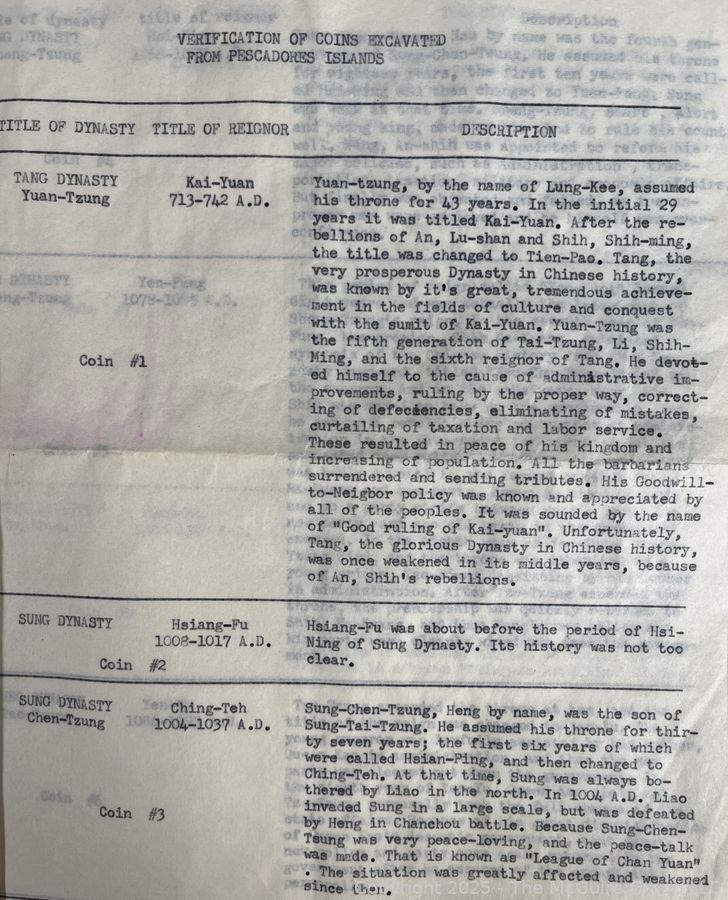 VERIFICATION OF COINS EXCAVATED
FROM PESCADORES ISLANDS
TITLE OF DYNASTY TITLE OF REIGNOR DESCRIPTION
TANG DYNASTY
Yuan-Tzung
Kai-Yuan
713-742 A.D.
Coin #1
Yuan-tzung, by the name of Lung-Kee, assumed
his throne for 43 years. In the initial 29
years it was titled Kai-Yuan. After the re-
bellions of An, Lu-shan and Shih, Shih-ming,
the title was changed to Tien-Pao. Tang, the
very prosperous Dynasty in Chinese history,
was known by it's great, tremendous achieve-
ment in the fields of culture and conquest
with the sumit of Kai-Yuan. Yuan-Tzung was
the fifth generation of Tai-Tzung, Li, Shih-
Ming, and the sixth reignor of Tang. He devot-
ed himself to the cause of administrative im-
provements, ruling by the proper way, correct-
ing of defeciencies, eliminating of mistakes,
curtailing of taxation and labor service.
These resulted in peace of his kingdom and
increasing of population. All the barbarians
surrendered and sending tributes. His Goodwill-
to-Neigbor policy was known and appreciated by
all of the peoples. It was sounded by the name
of "Good ruling of Kai-yuan". Unfortunately,
Tang, the glorious Dynasty in Chinese history,
was once weakened in its middle years, because
of An, Shih's rebellions.
SUNG DYNASTY
Hsiang-Fu
1008-1017 A.D.
Coin #2
Hsiang-Fu was about before the period of Hsi-
Ning of Sung Dynasty. Its history was not too
clear.
SUNG DYNASTY
Chen-Tzung
Ching-Teh
1004-1037 A.D.
Coin #3
Sung-Chen-Tzung, Heng by name, was the son of
Sung-Tai-Tzung. He assumed his throne for thir-
ty seven years; the first six years of which
were called Hsian-Ping, and then changed to
Ching-Teh. At that time, Sung was always bo-
thered by Liao in the north. In 1004 A.D. Liao
invaded Sung in a large scale, but was defeated
by Heng in Chanchou battle. Because Sung-Chen-
Tsung was very peace-loving, and the peace-talk
was made. That is known as "League of Chan Yuan"
. The situation was greatly affected and weakened
since then.
Copyright 2025 - The McGuire